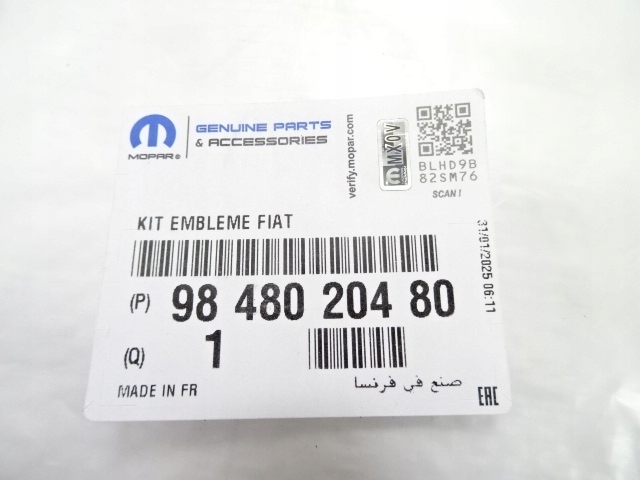 MOPAR®
GENUINE PARTS
& ACCESSORIES
verify.mopar.com
MX70V
BLHD9B
82SM76
SCAN!
KIT EMBLEME FIAT
31/01/2025 06:11
(P) 98 480 204 80
(Q) 1
MADE IN FR
صنع في فرنسا
EAC